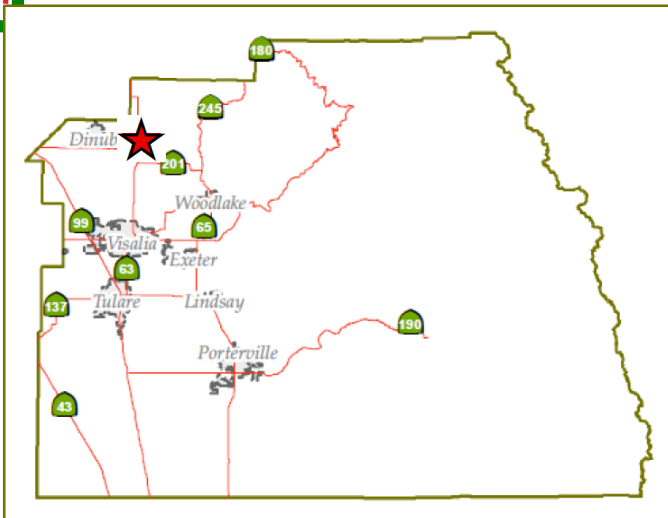 180
245
Dinub
201
Woodlake
99
65
Visalia
Exeter
63
137
Tulare
Lindsay
190
Porterville
43